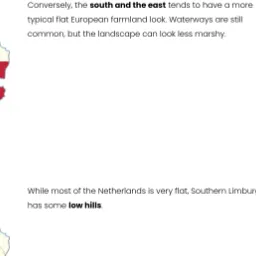 Conversely, the south and the east tends to have a more
typical flat European farmland look. Waterways are still
common, but the landscape can look less marshy.
While most of the Netherlands is very flat, Southern Limbur
has some low hills.